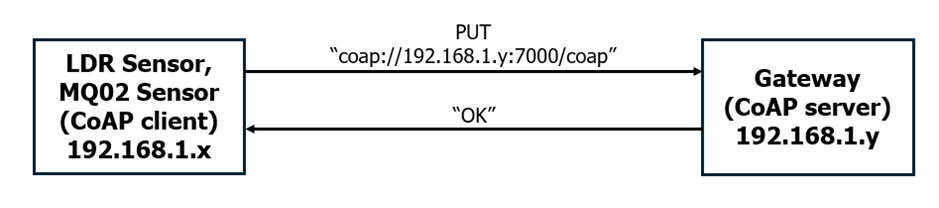 PUT
“coap://192.168.1.y:7000/coap”
LDR Sensor,
MQ02 Sensor
(CoAP client)
192.168.1.x
“OK”
Gateway
(CoAP server)
192.168.1.y